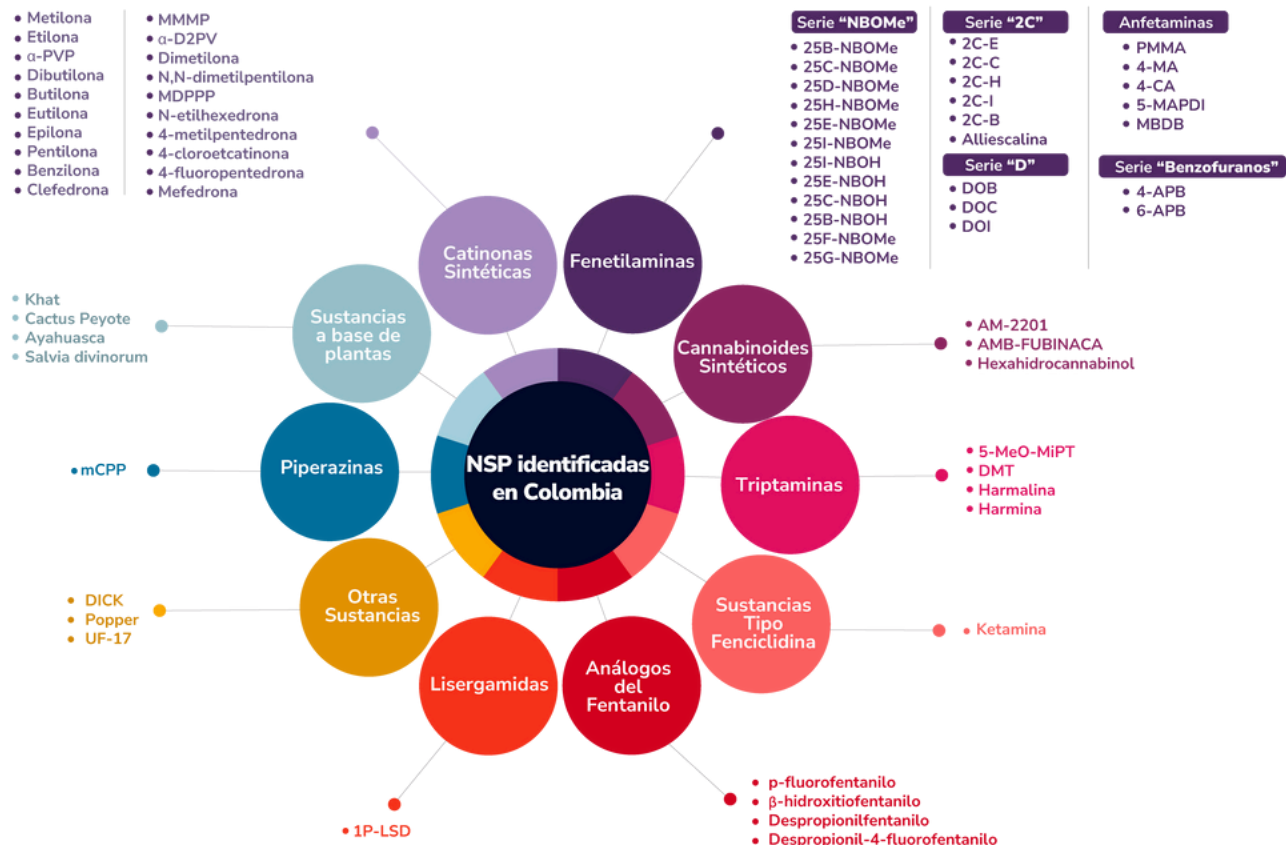 • Metilona
• Etilona
• α-PVP
• Dibutilona
• Butilona
• Eutilona
• Epilona
• Pentilona
• Benzilona
• Clefedrona
• MMMP
• α-D2PV
• Dimetilona
• N,N-dimetilpentilona
• MDPPP
• N-etilhexedrona
• 4-metilpentedrona
• 4-cloroetcatinona
• 4-fluoropentedrona
• Mefedrona
Serie “NBOMe”
• 25B-NBOMe
• 25C-NBOMe
• 25D-NBOMe
• 25H-NBOMe
• 25E-NBOMe
• 25I-NBOMe
• 25I-NBOH
• 25E-NBOH
• 25C-NBOH
• 25B-NBOH
• 25F-NBOMe
• 25G-NBOMe
Serie “2C”
• 2C-E
• 2C-C
• 2C-H
• 2C-I
• 2C-B
• Alliescalina
Serie “D”
• DOB
• DOC
• DOI
Anfetaminas
• PMMA
• 4-MA
• 4-CA
• 5-MAPDI
• MBDB
Serie “Benzofuranos”
• 4-APB
• 6-APB
Catinonas
Sintéticas
Fenetilaminas
• Khat
• Cactus Peyote
• Ayahuasca
• Salvia divinorum
Sustancias
a base de
plantas
Cannabinoides
Sintéticos
• AM-2201
• AMB-FUBINACA
• Hexahidrocannabinol
• mCPP
Piperazinas
NSP identificadas
en Colombia
Triptaminas
• 5-MeO-MiPT
• DMT
• Harmalina
• Harmina
• DICK
• Popper
• UF-17
Otras
Sustancias
Sustancias
Tipo
Fenciclidina
• Ketamina
Lisergamidas
Análogos
del
Fentanilo
• 1P-LSD
• p-fluorofentanilo
• β-hidroxitiofentanilo
• Despropionilfentanilo
• Despropionil-4-fluorofentanilo